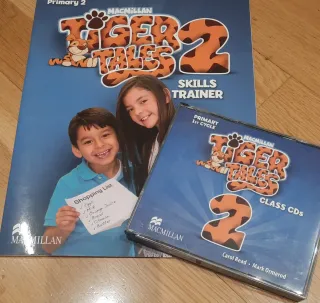 Primary 2
MACMILLAN
TIGER
TALES 2
SKILLS
TRAINER
Shopping List
MACMILLAN
PRIMARY
1st CYCLE
MACMILLAN
TIGER
TALES
CLASS CDs
2
MACMILLAN
Carol Read • Mark Ormerod